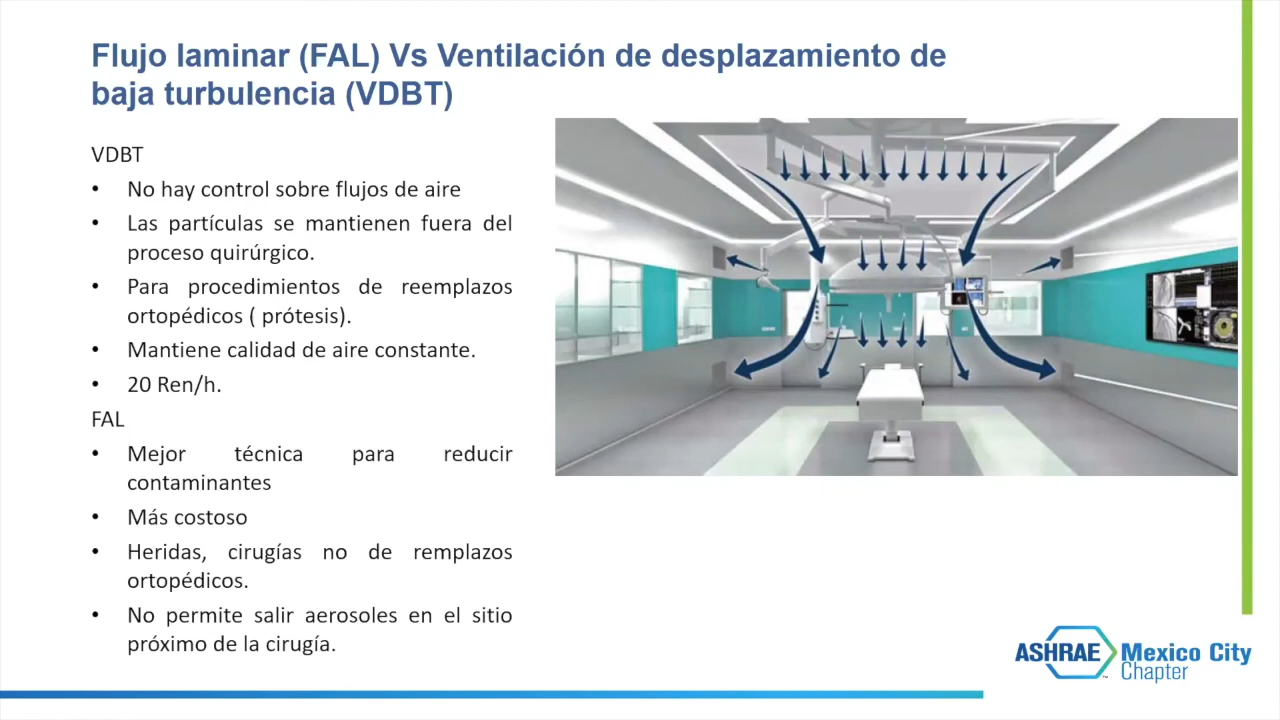 Flujo laminar (FAL) Vs Ventilación de desplazamiento de
baja turbulencia (VDBT)
VDBT
• No hay control sobre flujos de aire
• Las partículas se mantienen fuera del
proceso quirúrgico.
• Para procedimientos de reemplazos
ortopédicos ( prótesis).
• Mantiene calidad de aire constante.
• 20 Ren/h.
FAL
• Mejor técnica para reducir
contaminantes
• Más costoso
• Heridas, cirugías no de remplazos
ortopédicos.
• No permite salir aerosoles en el sitio
próximo de la cirugía.
ASHRAE Mexico City
Chapter